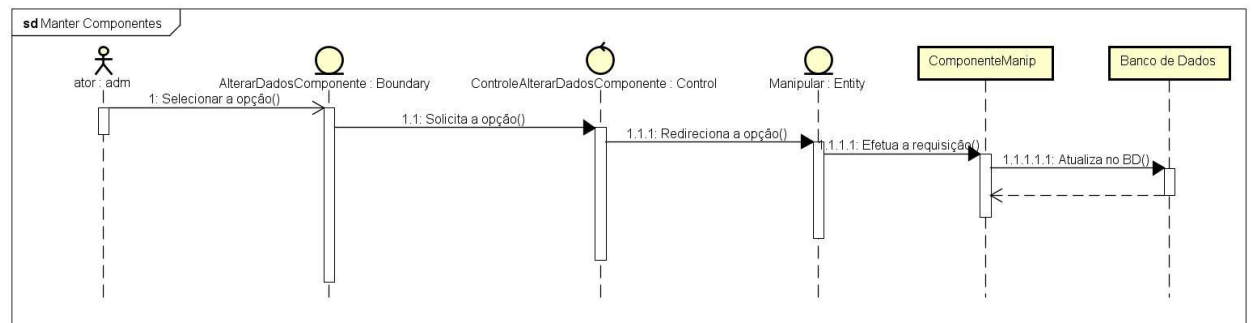 sd Manter Componentes
ator : adm
AlterarDadosComponente : Boundary
ControleAlterarDadosComponente : Control
Manipular : Entity
ComponenteManip
Banco de Dados
1: Selecionar a opção()
1.1: Solicita a opção()
1.1.1: Redireciona a opção()
1.1.1.1: Efetua a requisição()
1.1.1.1.1: Atualiza no BD()